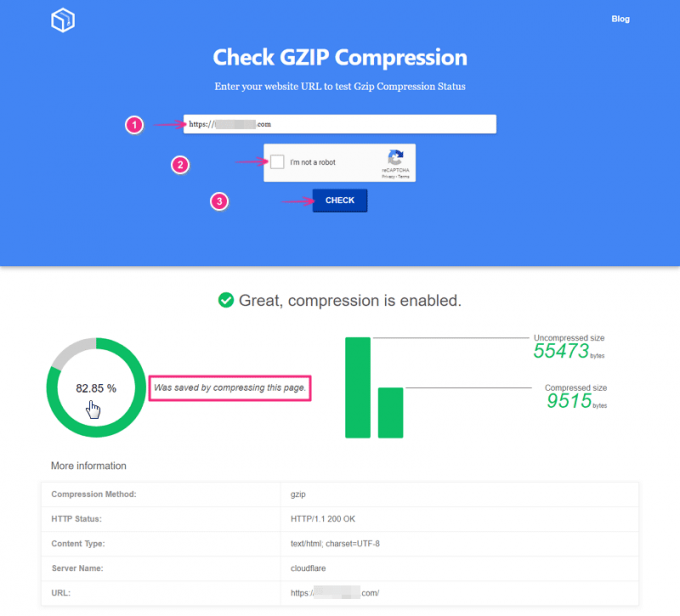 Blog
Check GZIP Compression
Enter your website URL to test Gzip Compression Status
1
https:// .com
2
I'm not a robot
reCAPTCHA
Privacy - Terms
3
CHECK
Great, compression is enabled.
82.85 %
Was saved by compressing this page.
Uncompressed size
55473 bytes
Compressed size
9515 bytes
More information
Compression Method: gzip
HTTP Status: HTTP/1.1 200 OK
Content Type: text/html; charset=UTF-8
Server Name: cloudflare
URL: https:/ .com/